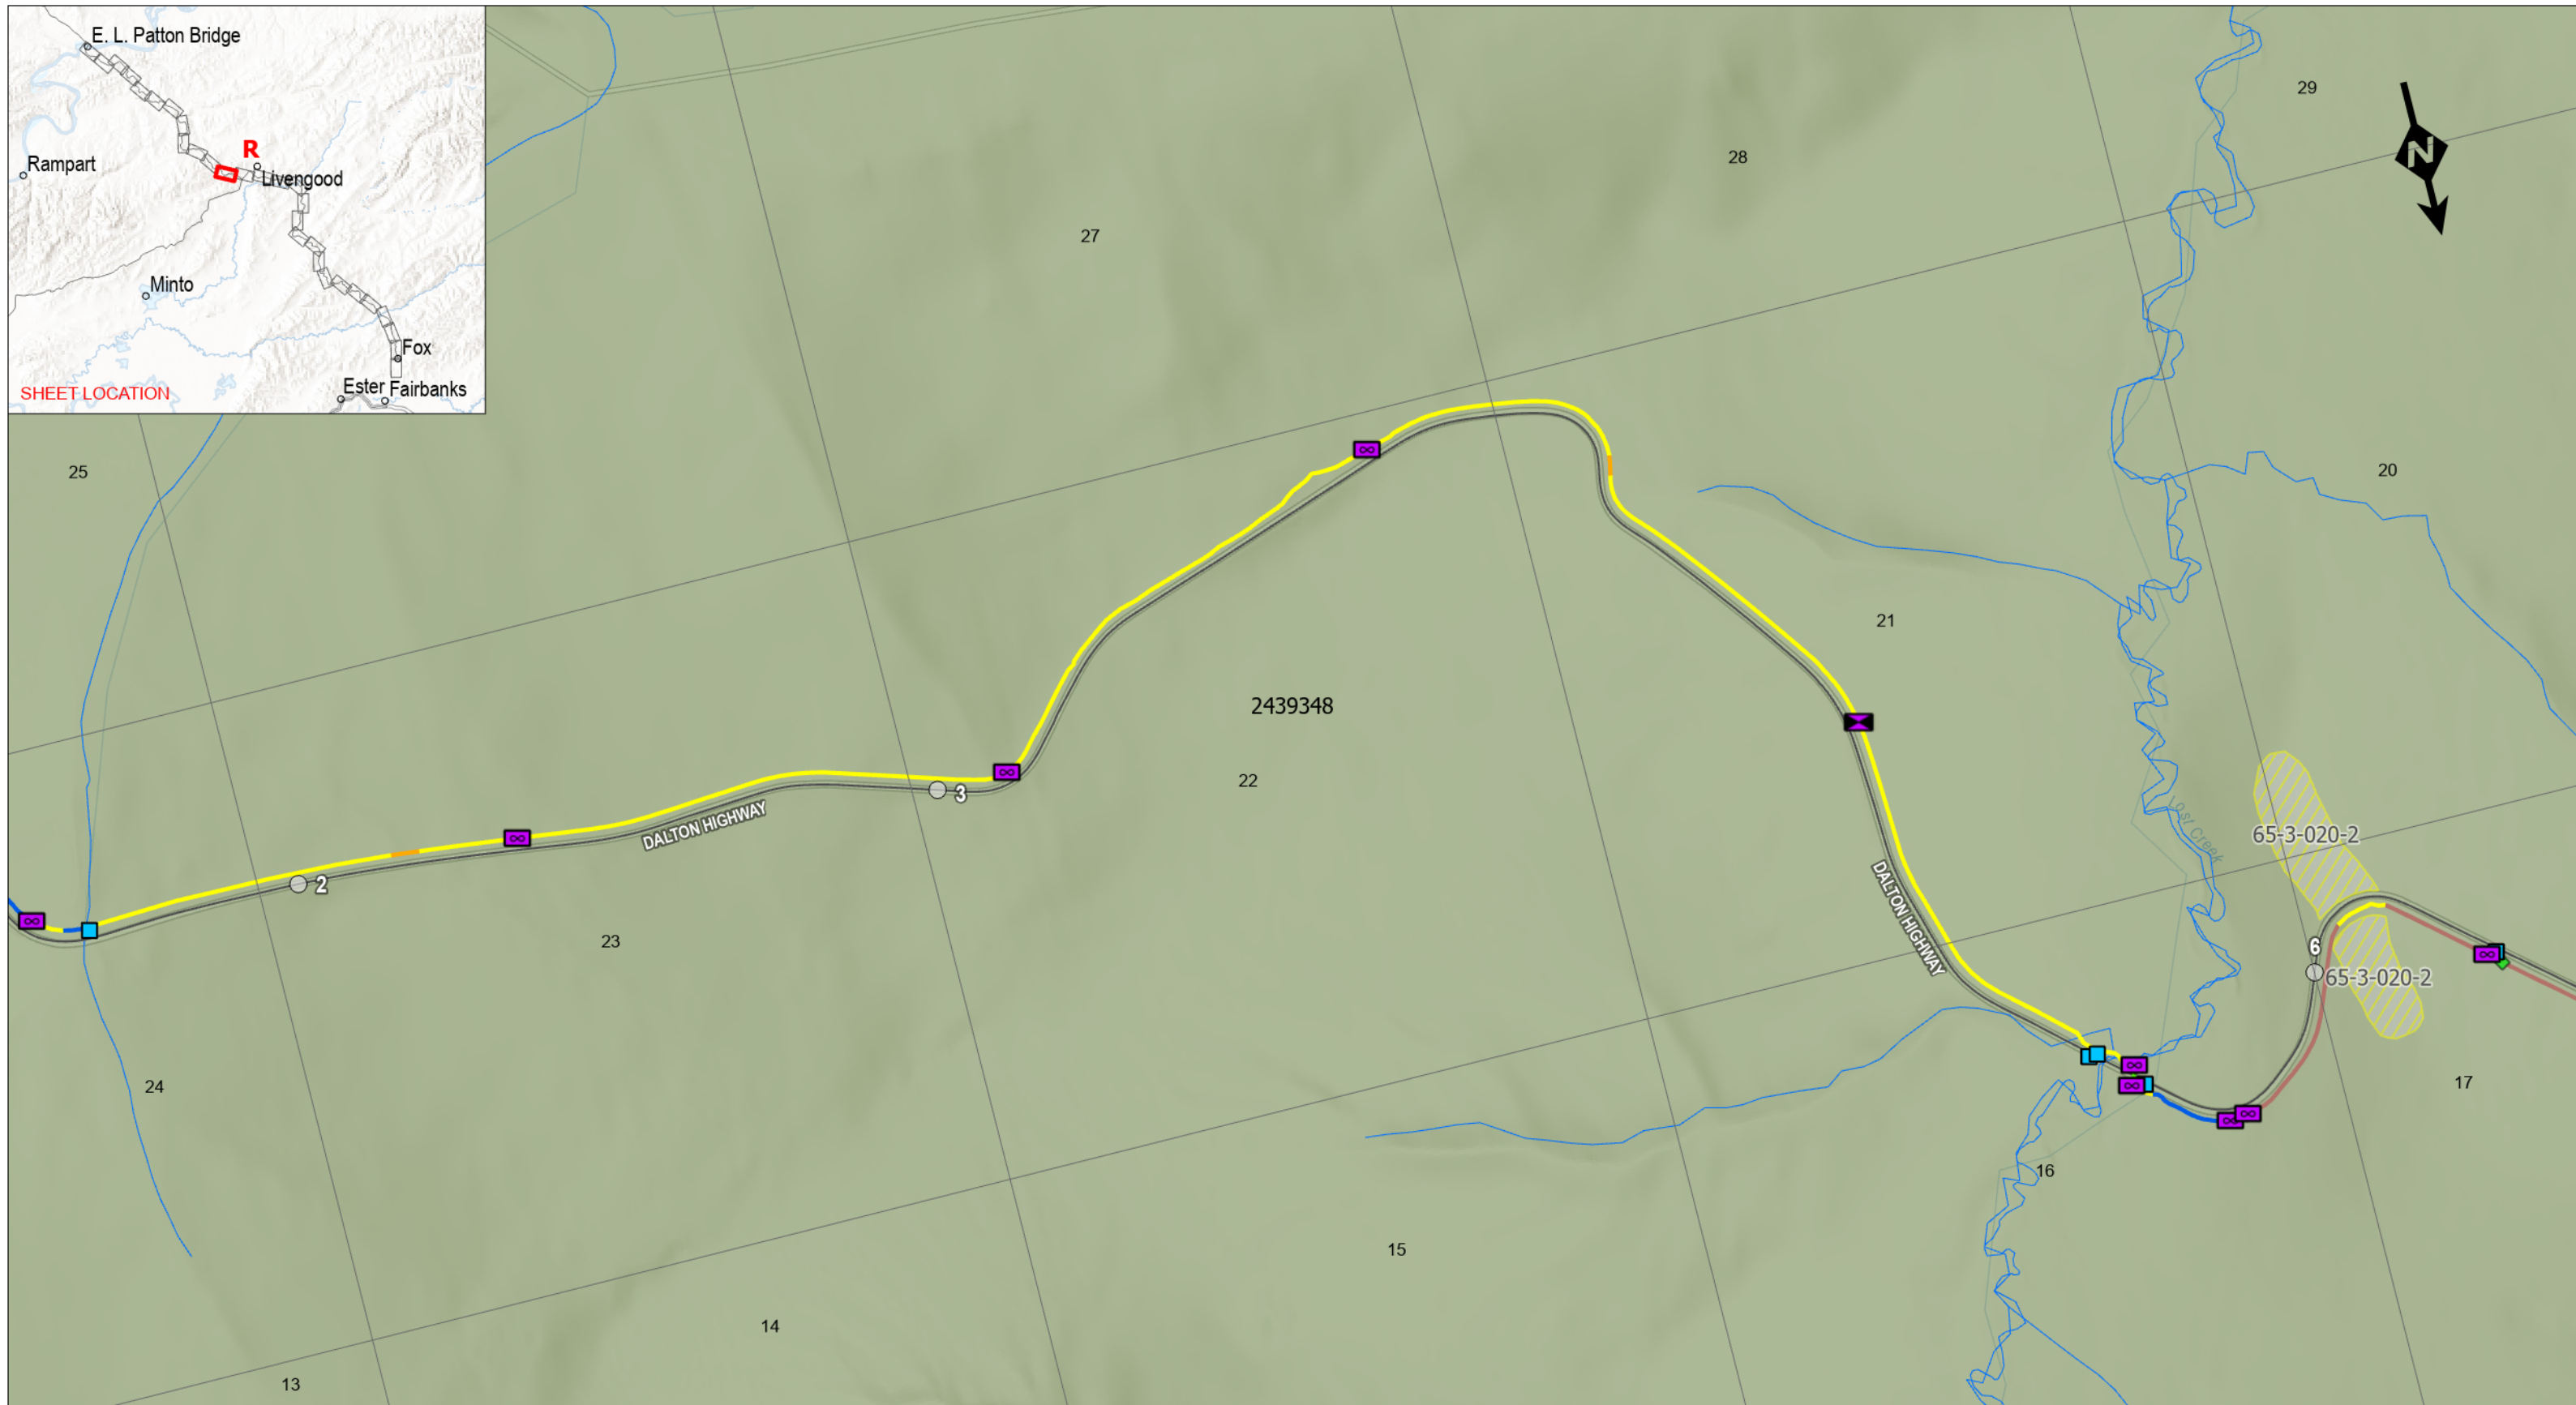 E. L. Patton Bridge
R
Rampart
Livengood
Minto
Fox
Ester
Fairbanks
SHEET LOCATION
29
N
28
27
25
20
21
2439348
22
3
DALTON HIGHWAY
2
23
DALTON HIGHWAY
Lost Creek
65-3-020-2
6
65-3-020-2
24
17
16
15
14
13
∞
∞
∞
∞
∞
∞
∞
∞
∞